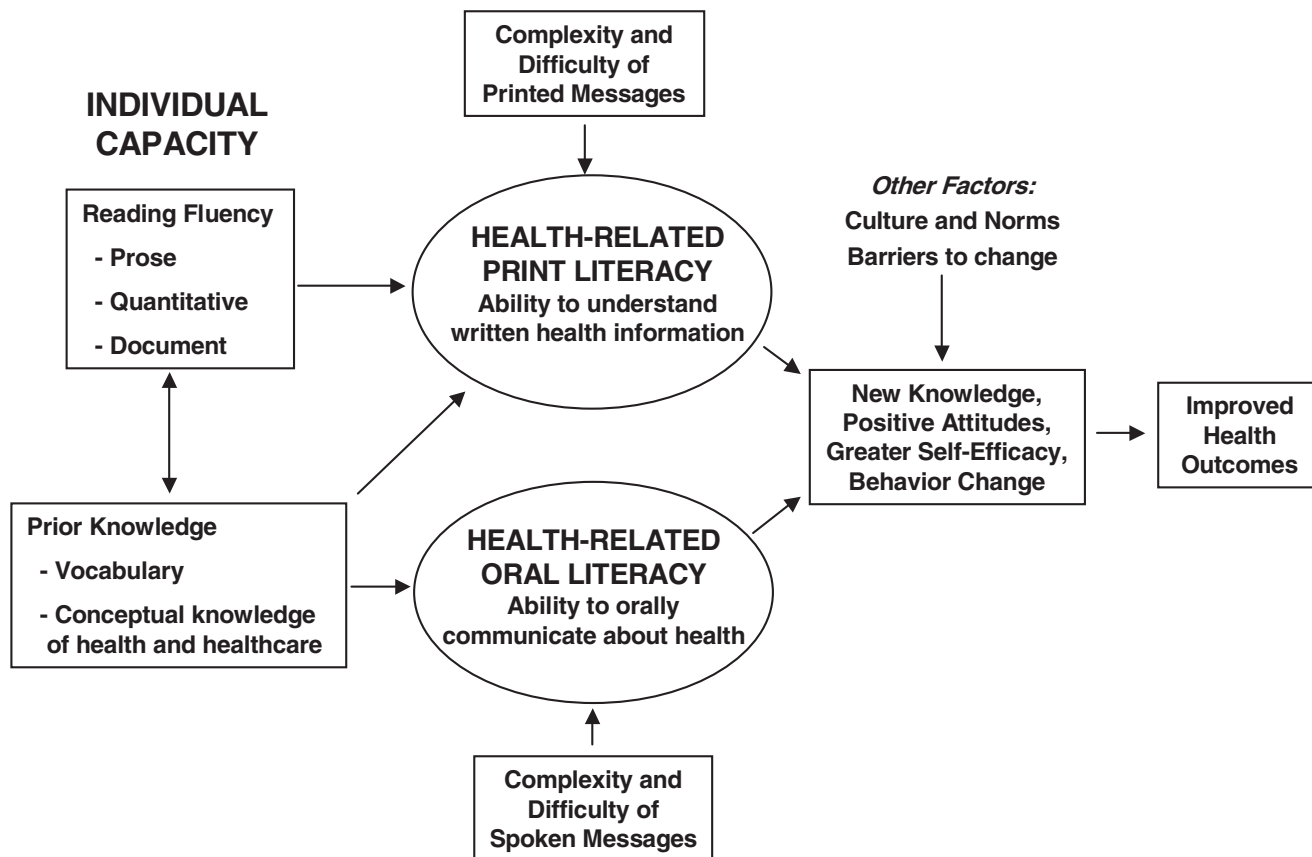 Complexity and
Difficulty of
Printed Messages
INDIVIDUAL
CAPACITY
Reading Fluency
- Prose
- Quantitative
- Document
HEALTH-RELATED
PRINT LITERACY
Ability to understand
written health information
Other Factors:
Culture and Norms
Barriers to change
New Knowledge,
Positive Attitudes,
Greater Self-Efficacy,
Behavior Change
Improved
Health
Outcomes
Prior Knowledge
- Vocabulary
- Conceptual knowledge
of health and healthcare
HEALTH-RELATED
ORAL LITERACY
Ability to orally
communicate about health
Complexity and
Difficulty of
Spoken Messages